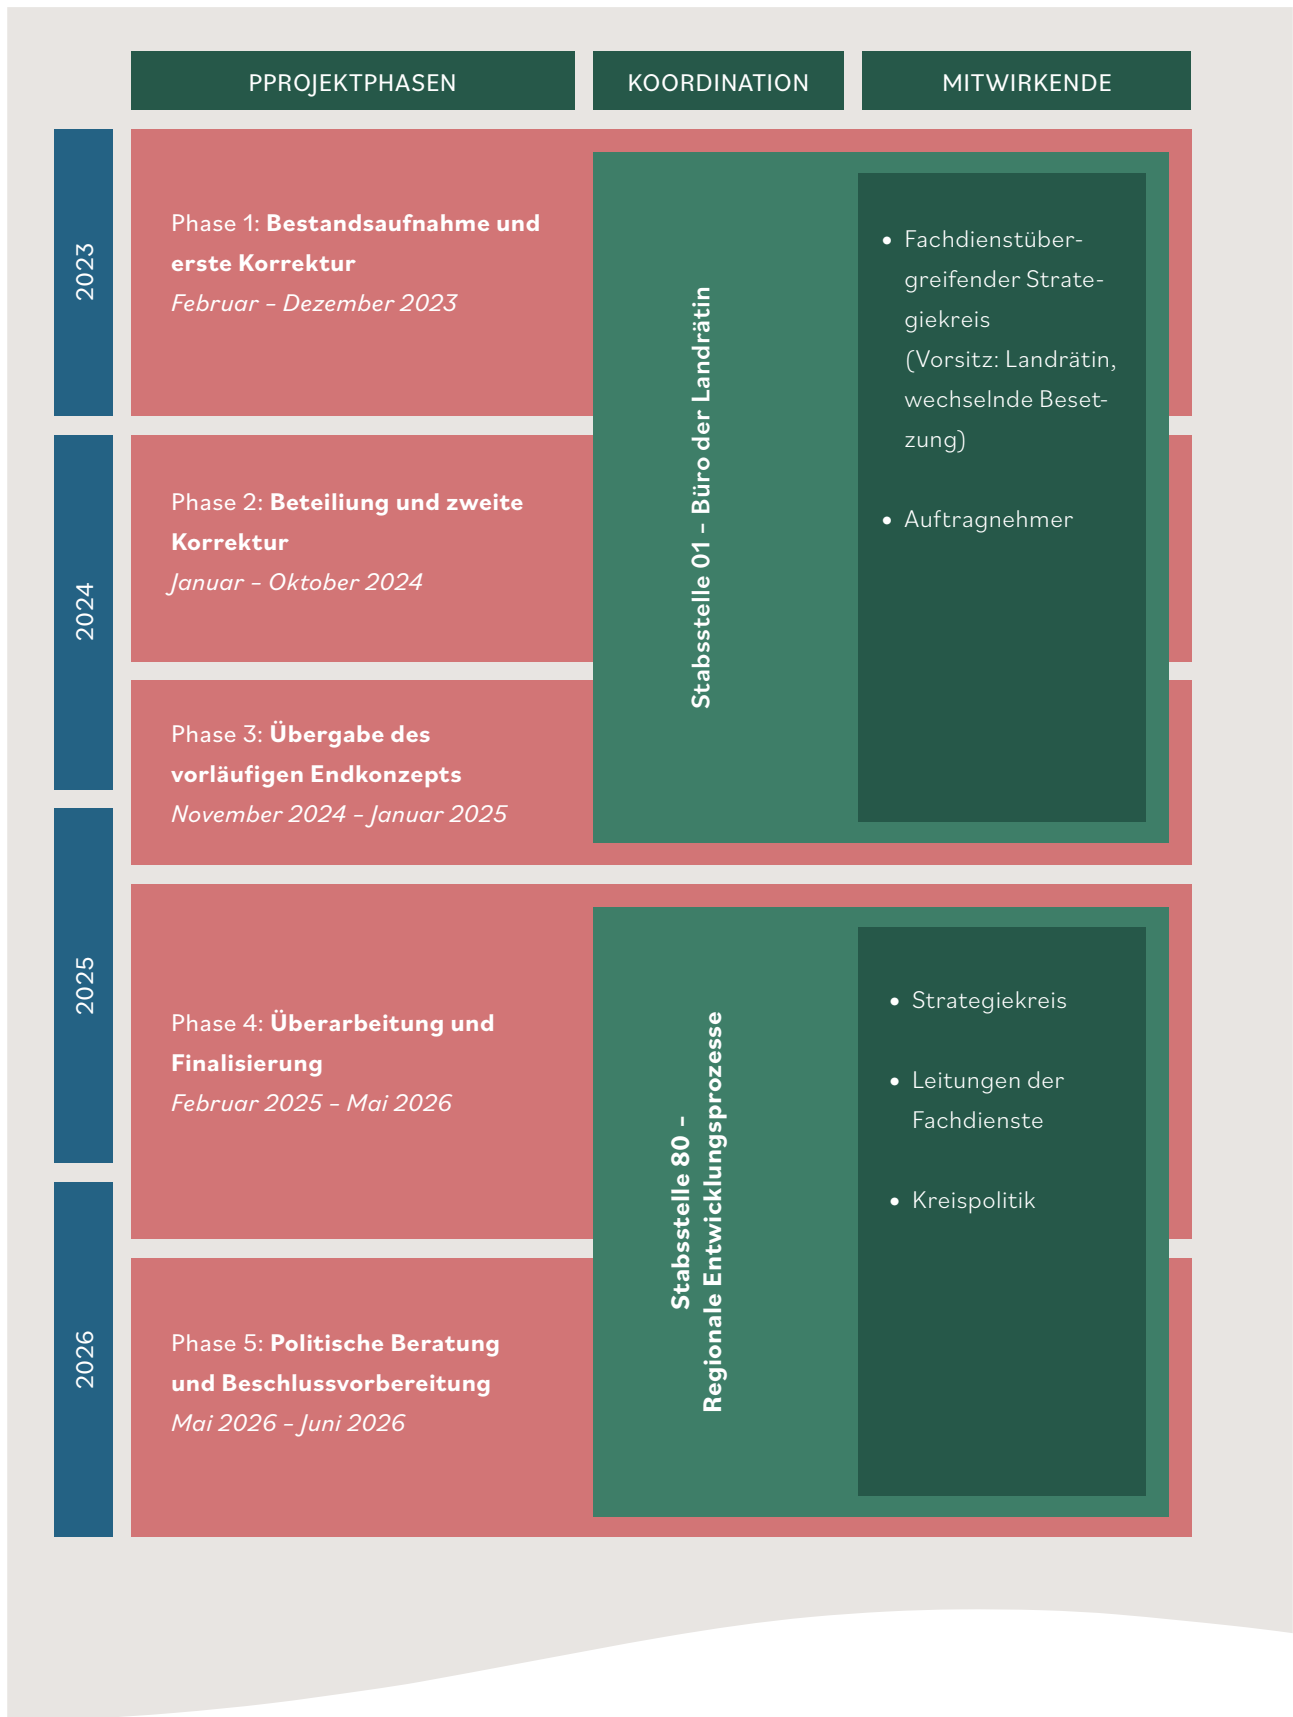 PPROJEKTPHASEN
KOORDINATION
MITWIRKENDE
2023
Phase 1: Bestandsaufnahme und
erste Korrektur
Februar – Dezember 2023
2024
Phase 2: Beteiliung und zweite
Korrektur
Januar – Oktober 2024
Phase 3: Übergabe des
vorläufigen Endkonzepts
November 2024 – Januar 2025
Stabsstelle 01 – Büro der Landrätin
• Fachdienstüber-
greifender Strate-
giekreis
(Vorsitz: Landrätin,
wechselnde Beset-
zung)
• Auftragnehmer
2025
Phase 4: Überarbeitung und
Finalisierung
Februar 2025 – Mai 2026
2026
Phase 5: Politische Beratung
und Beschlussvorbereitung
Mai 2026 – Juni 2026
Stabsstelle 80 –
Regionale Entwicklungsprozesse
• Strategiekreis
• Leitungen der
Fachdienste
• Kreispolitik